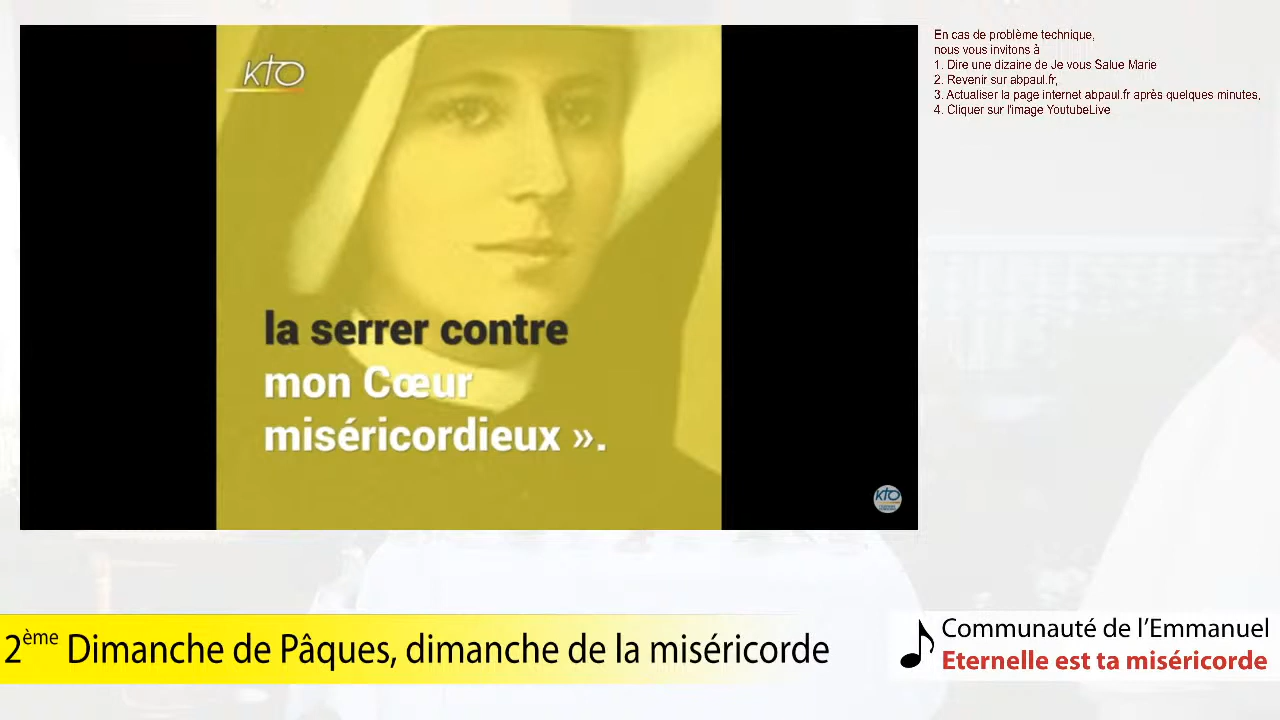 kto
la serrer contre
mon Cœur
miséricordieux ».
KTO
En cas de problème technique,
nous vous invitons à
1. Dire une dizaine de Je vous Salue Marie
2. Revenir sur abpaul.fr,
3. Actualiser la page internet abpaul.fr après quelques minutes,
4. Cliquer sur l'image YoutubeLive
2ème Dimanche de Pâques, dimanche de la miséricorde
Communauté de l'Emmanuel
Eternelle est ta miséricorde